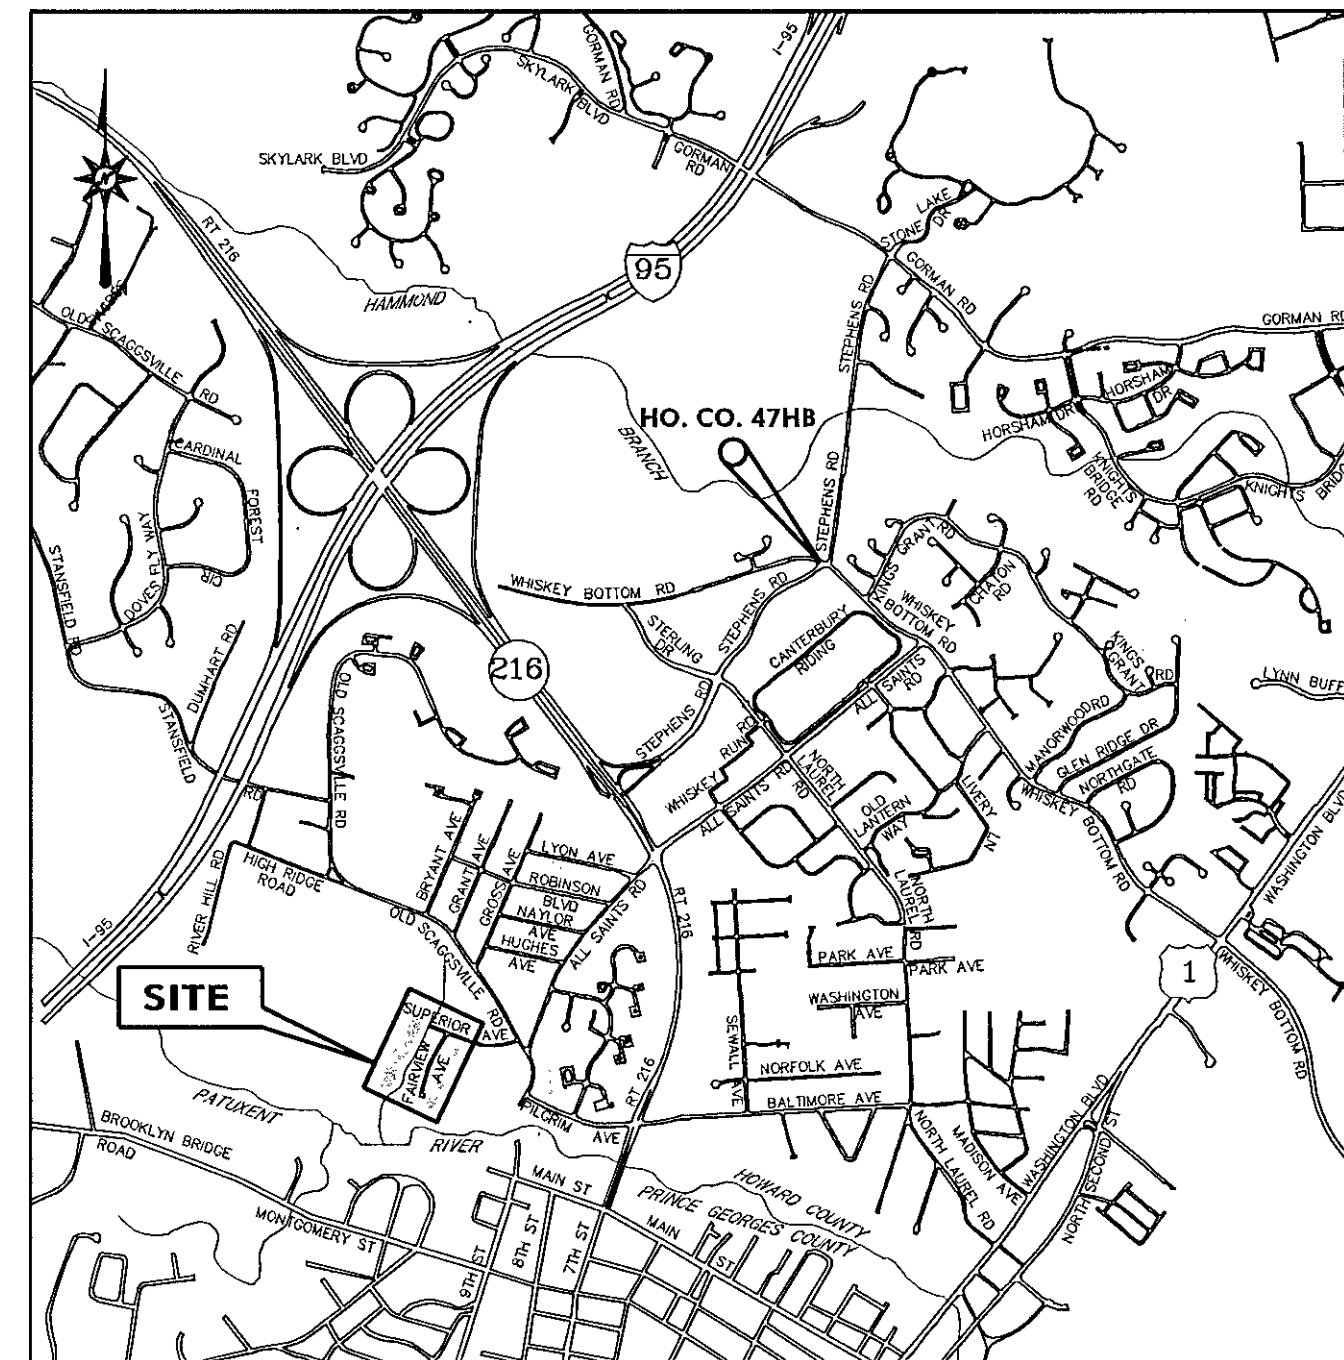 I-95
GORMAN RD
SKYLARK BLVD
SKYLARK BLVD
GORMAN
RD
RT 216
STONE LAKE
DR
95
HAMMOND
GORMAN RD
GORMAN RD
STEPHENS RD
OLD SCAGGSVILLE RD
HORSHAM
DR
HORSHAM DR
HO. CO. 47HB
BRANCH
CARDINAL
FOREST
CIR
KNIGHTS
BRIDGE
RD
KNIGHTS BRIDG
STEPHENS RD
STANSFIELD RD
DOVES FLY WAY
KINGS GRANT RD
CHATON
RD
WHISKEY BOTTOM RD
STEPHENS RD
WHISKEY
BOTTOM RD
STERLING
DR
CANTERBURY
RIDING
DUMHART RD
KINGS
GRANT RD
216
ALL SAINTS
RD
LYNN BUFF
OLD SCAGGSVILLE RD
STANSFIELD
RD
STEPHENS RD
MANORWOOD RD
GLEN RIDGE DR
NORTHGATE
RD
WHISKEY RUN RD
NORTH
LAUREL
RD
ALL SAINTS RD
OLD
LANTERN
WAY
LIVERY
LN
WHISKEY BOTTOM RD
WASHINGTON BLVD
BRYANT AVE
GRANT AVE
GROSS AVE
LYON AVE
ROBINSON
BLVD
NAYLOR
AVE
HUGHES
AVE
ALL SAINTS RD
RIVER HILL RD
HIGH RIDGE
ROAD
OLD SCAGGSVILLE RD
RT 216
NORTH
LAUREL
RD
I-95
PARK AVE
PARK AVE
1
WHISKEY BOTTOM RD
SITE
WASHINGTON
AVE
SUPERIOR
AVE
FAIRVIEW
AVE
SEWALL AVE
NORFOLK AVE
BALTIMORE AVE
RT 216
PILGRIM AVE
PATUXENT
RIVER
BROOKLYN BRIDGE
ROAD
NORTH LAUREL RD
MADISON AVE
WASHINGTON BLVD
NORTH SECOND ST
MAIN ST
HOWARD COUNTY
PRINCE GEORGES COUNTY
MAIN
ST
MONTGOMERY ST
9TH ST
8TH ST
7TH ST